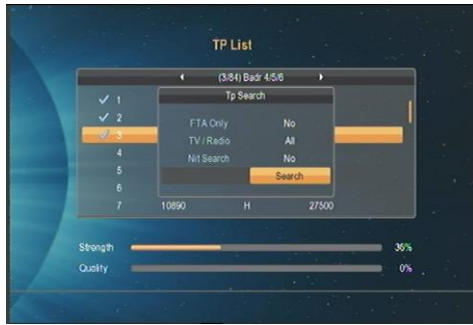 TP List
(3/84) Badr 4/5/6
Tp Search
1
2
3
4
5
6
7 10890 H 27500
FTA Only No
TV / Radio All
Nit Search No
Search
Strength 36%
Quality 0%